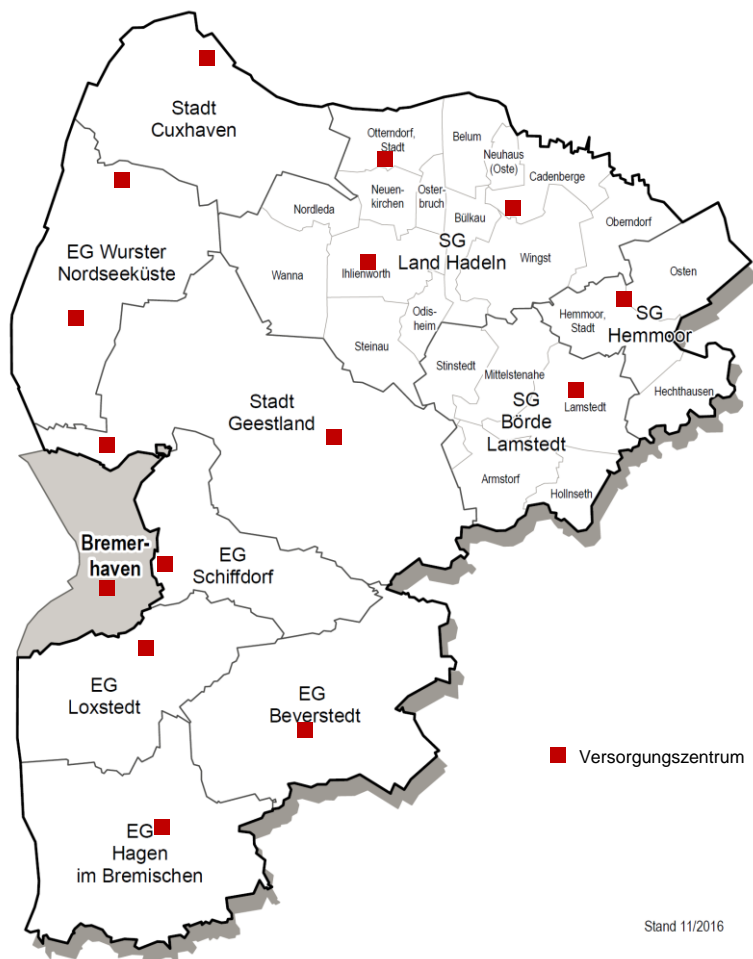 Stadt
Cuxhaven
Otterndorf,
Stadt
Belum
Neuhaus
(Oste)
Cadenberge
Neuen-
kirchen
Oster-
bruch
Nordleda
Bülkau
Oberndorf
EG Wurster
Nordseeküste
SG
Land Hadeln
Wanna
Ihlienworth
Wingst
Osten
Odis-
heim
Hemmoor,
Stadt
SG
Hemmoor
Steinau
Stinstedt
Mittelstenahe
Hechthausen
Stadt
Geestland
SG
Börde
Lamstedt
Lamstedt
Armstorf
Hollnseth
Bremer-
haven
EG
Schiffdorf
EG
Loxstedt
EG
Beverstedt
Versorgungszentrum
EG
Hagen
im Bremischen
Stand 11/2016